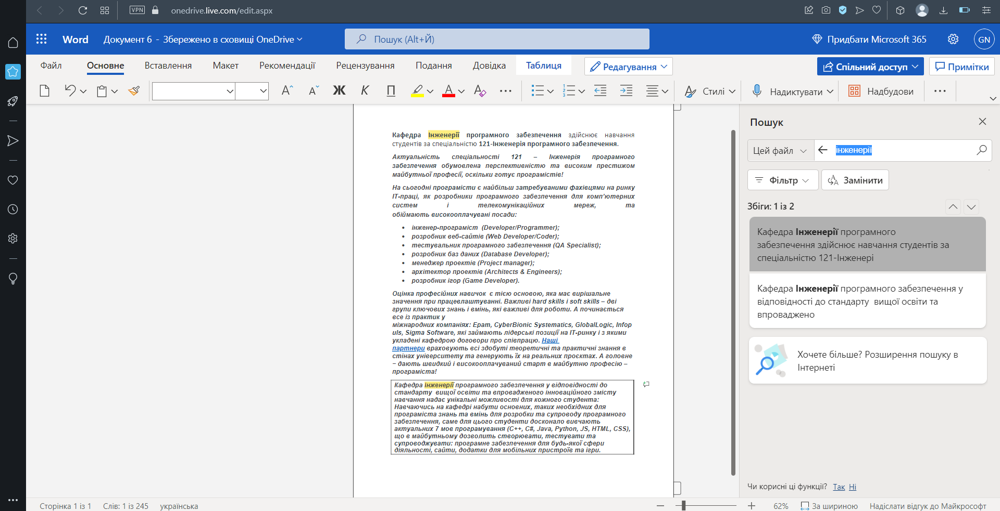 VPN onedrive.live.com/edit.aspx
Word Документ 6 - Збережено в сховищі OneDrive
Пошук (Alt+Й)
Придбати Microsoft 365
GN
Файл Основне Вставлення Макет Рекомендації Рецензування Подання Довідка Таблиця Редагування Спільний доступ Примітки
Ж К П A Стилі Надиктувати Надбудови
Кафедра Інженерії програмного забезпечення здійснює навчання
студентів за спеціальністю 121-Інженерія програмного забезпечення.
Актуальність спеціальності 121 – Інженерія програмного
забезпечення обумовлена перспективністю та високим престижом
майбутньої професії, оскільки готує програмістів!
На сьогодні програмісти є найбільш затребуваними фахівцями на ринку
ІТ-праці, як розробники програмного забезпечення для комп’ютерних
систем і телекомунікаційних мереж, та
обіймають високооплачувані посади:
• інженер-програміст (Developer/Programmer);
• розробник веб-сайтів (Web Developer/Coder);
• тестувальник програмного забезпечення (QA Specialist);
• розробник баз даних (Database Developer);
• менеджер проектів (Project manager);
• архітектор проектів (Architects & Engineers);
• розробник ігор (Game Developer).
Оцінка професійних навичок є тією основою, яка має вирішальне
значення при працевлаштуванні. Важливі hard skills і soft skills – дві
групи ключових знань і вмінь, які важливі для роботи. А починається
все із практик у
міжнародних компаніях: Epam, CyberBionic Systematics, GlobalLogic, Infop
uls, Sigma Software, які займають лідерські позиції на ІТ-ринку і з якими
укладені кафедрою договори про співпрацю. Наші
партнери враховують всі здобуті теоретичні та практичні знання в
стінах університету та генерують їх на реальних проєктах. А головне
– дають швидкий і високооплачуваний старт в майбутню професію –
програміста!
Кафедра Інженерії програмного забезпечення у відповідності до
стандарту вищої освіти та впровадженого інноваційного змісту
навчання надає унікальні можливості для кожного студента:
Навчаючись на кафедрі набути основних, таких необхідних для
програміста знань та вмінь для розробки та супроводу програмного
забезпечення, саме для цього студенти досконало вивчають
актуальних 7 мов програмування (C++, C#, Java, Python, JS, HTML, CSS),
що в майбутньому дозволить створювати, тестувати та
супроводжувати: програмне забезпечення для будь-якої сфери
діяльності, сайти, додатки для мобільних пристроїв та ігри.
Пошук
Цей файл інженерії
Фільтр Замінити
Збіги: 1 із 2
Кафедра Інженерії програмного
забезпечення здійснює навчання студентів за
спеціальністю 121-Інженері
Кафедра Інженерії програмного забезпечення у
відповідності до стандарту вищої освіти та
впроваджено
Хочете більше? Розширення пошуку в
Інтернеті
Чи корисні ці функції? Так Ні
Сторінка 1 із 1 Слів: 1 із 245 українська 62% За шириною Надіслати відгук до Майкрософт